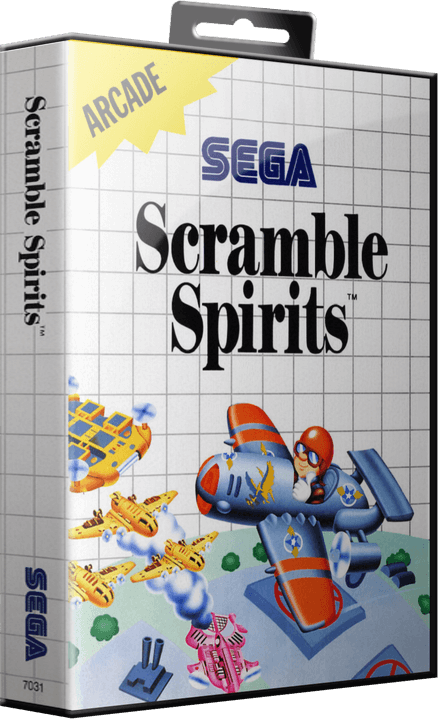 ARCADE
SEGA
Scramble
Spirits™
Scramble Spirits™
SEGA
7031